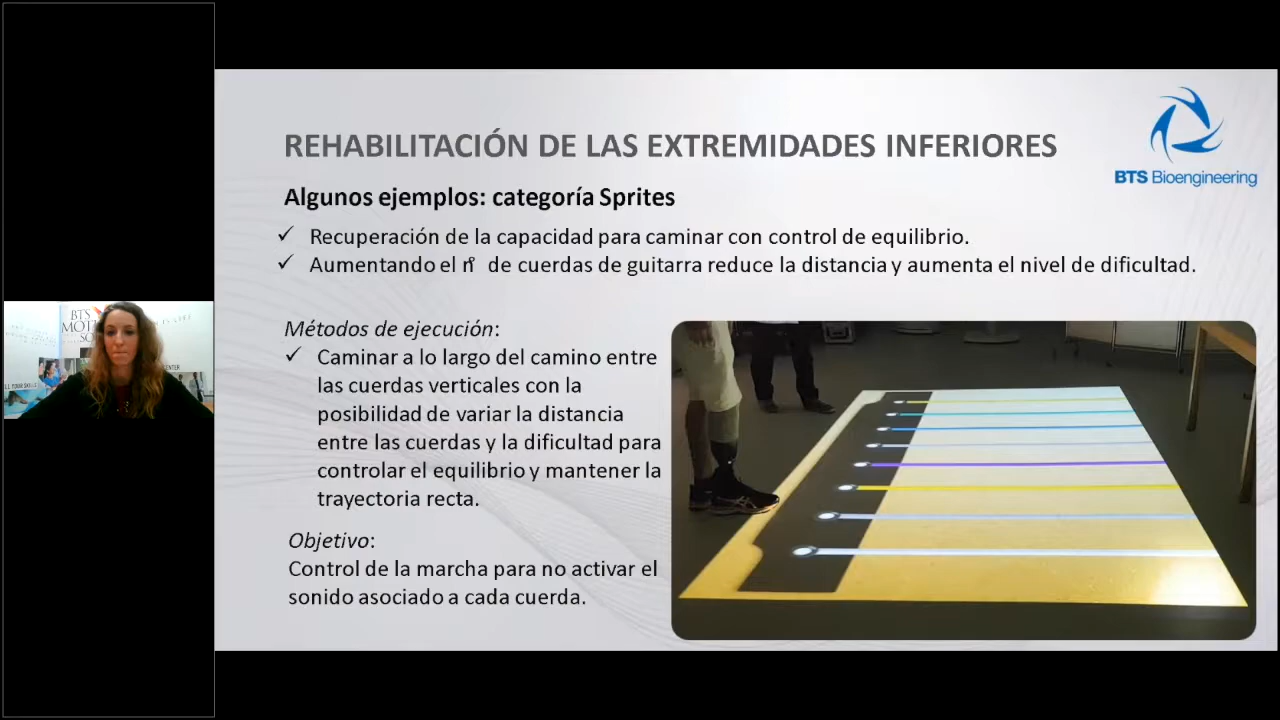 REHABILITACIÓN DE LAS EXTREMIDADES INFERIORES
BTS Bioengineering
Algunos ejemplos: categoría Sprites
✓ Recuperación de la capacidad para caminar con control de equilibrio.
✓ Aumentando el n° de cuerdas de guitarra reduce la distancia y aumenta el nivel de dificultad.
Métodos de ejecución:
✓ Caminar a lo largo del camino entre
las cuerdas verticales con la
posibilidad de variar la distancia
entre las cuerdas y la dificultad para
controlar el equilibrio y mantener la
trayectoria recta.
Objetivo:
Control de la marcha para no activar el
sonido asociado a cada cuerda.
BTS